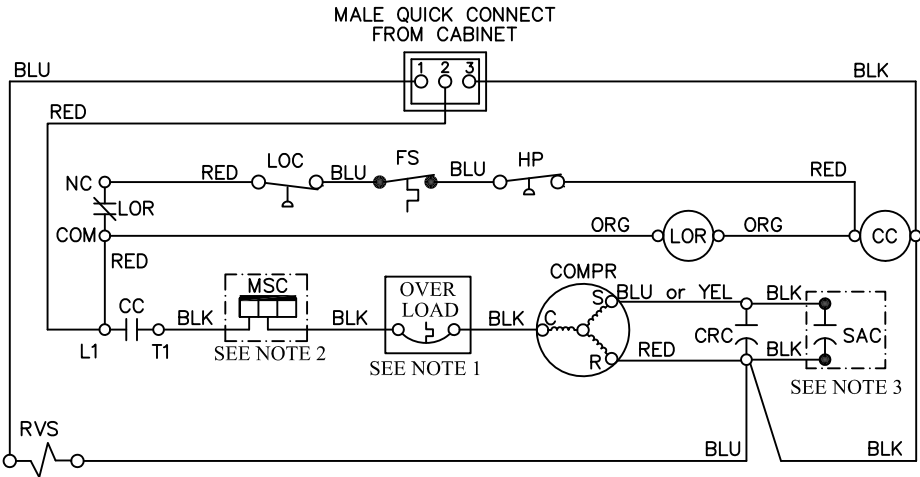 MALE QUICK CONNECT
FROM CABINET
BLU
1 2 3
BLK
RED
NC
RED
LOC
BLU
FS
BLU
HP
RED
LOR
COM
ORG
LOR
ORG
CC
RED
CC
L1
T1
BLK
MSC
SEE NOTE 2
BLK
OVER
LOAD
SEE NOTE 1
BLK
COMPR
C
S
R
BLU or YEL
RED
CRC
BLK
BLK
SAC
SEE NOTE 3
RVS
BLU
BLK